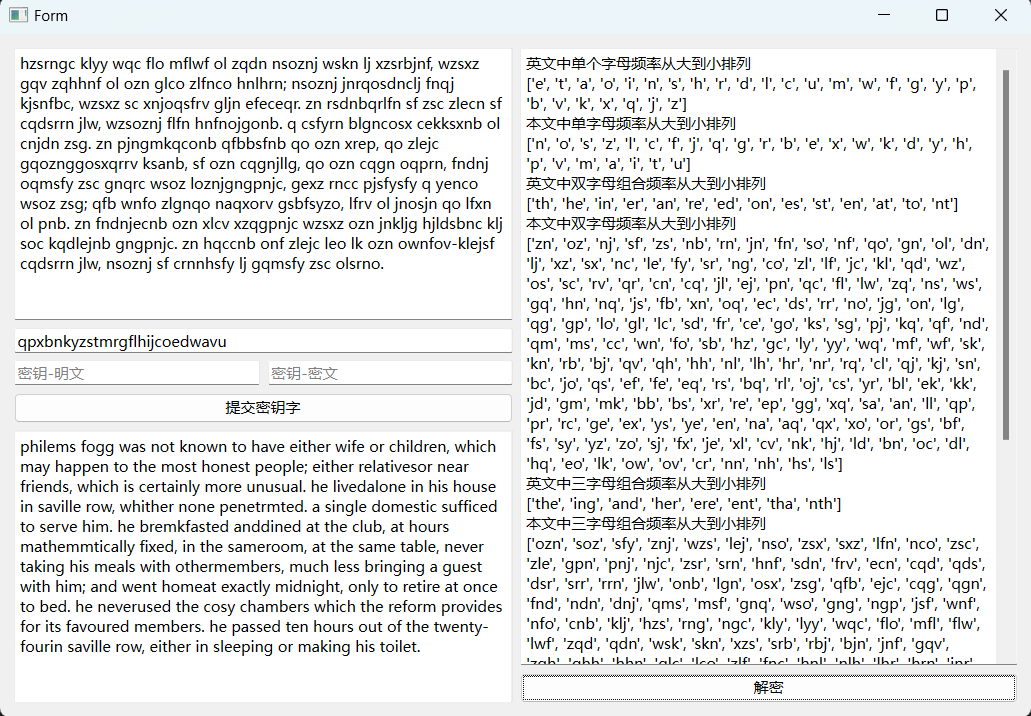 Form
hzsrngc klyy wqc flo mflwf ol zqdn nsoznj wskn lj xzsrbjnf, wzsxz
gqv zqhhnf ol ozn glco zlfnco hnlhrn; nsoznj jnrqosdnclj fnqj
kjsnfbc, wzsxz sc xnjoqsfrv gljn efeceqr. zn rsdnbqrlfn sf zsc zlecn sf
cqdsrrn jlw, wzsoznj flfn hnfnojgonb. q csfyrn blgncosx cekksxnb ol
cnjdn zsg. zn pjngmkqconb qfbbsfnb qo ozn xrep, qo zlejc
gqoznggosxqrrv ksanb, sf ozn cqgnjllg, qo ozn cqgn oqprn, fndnj
oqmsfy zsc gnqrc wsoz loznjgngpnjc, gexz rncc pjsfysfy q yenco
wsoz zsg; qfb wnfo zlgnqo naqxorv gsbfsyzo, lfrv ol jnosjn qo lfxn
ol pnb. zn fndnjecnb ozn xlcv xzqgpnjc wzsxz ozn jnkljg hjldsbnc klj
soc kqdlejnb gngpnjc. zn hqccnb onf zlejc leo lk ozn ownfov-klejsf
cqdsrrn jlw, nsoznj sf crnnhsfy lj gqmsfy zsc olsrno.
qpxbnkyzstmrgflhijcoedwavu
密钥-明文 密钥-密文
提交密钥字
philems fogg was not known to have either wife or children, which
may happen to the most honest people; either relativesor near
friends, which is certainly more unusual. he livedalone in his house
in saville row, whither none penetrmted. a single domestic sufficed
to serve him. he bremkfasted anddined at the club, at hours
mathemmtically fixed, in the sameroom, at the same table, never
taking his meals with othermembers, much less bringing a guest
with him; and went homeat exactly midnight, only to retire at once
to bed. he neverused the cosy chambers which the reform provides
for its favoured members. he passed ten hours out of the twenty-
fourin saville row, either in sleeping or making his toilet.
英文中单个字母频率从大到小排列
['e', 't', 'a', 'o', 'i', 'n', 's', 'h', 'r', 'd', 'l', 'c', 'u', 'm', 'w', 'f', 'g', 'y', 'p',
'b', 'v', 'k', 'x', 'q', 'j', 'z']
本文中单字母频率从大到小排列
['n', 'o', 's', 'z', 'l', 'c', 'f', 'j', 'q', 'g', 'r', 'b', 'e', 'x', 'w', 'k', 'd', 'y', 'h',
'p', 'v', 'm', 'a', 'i', 't', 'u']
英文中双字母组合频率从大到小排列
['th', 'he', 'in', 'er', 'an', 're', 'ed', 'on', 'es', 'st', 'en', 'at', 'to', 'nt']
本文中双字母频率从大到小排列
['zn', 'oz', 'nj', 'sf', 'zs', 'nb', 'rn', 'jn', 'fn', 'so', 'nf', 'qo', 'gn', 'ol', 'dn',
'lj', 'xz', 'sx', 'nc', 'le', 'fy', 'sr', 'ng', 'co', 'zl', 'lf', 'jc', 'kl', 'qd', 'wz',
'os', 'sc', 'rv', 'qr', 'cn', 'cq', 'jl', 'ej', 'pn', 'qc', 'fl', 'lw', 'zq', 'ns', 'ws',
'gq', 'hn', 'nq', 'js', 'fb', 'xn', 'oq', 'ec', 'ds', 'rr', 'no', 'jg', 'on', 'lg',
'qg', 'gp', 'lo', 'gl', 'lc', 'sd', 'fr', 'ce', 'go', 'ks', 'sg', 'pj', 'kq', 'qf', 'nd',
'qm', 'ms', 'cc', 'wn', 'fo', 'sb', 'hz', 'gc', 'ly', 'yy', 'wq', 'mf', 'wf', 'sk',
'kn', 'rb', 'bj', 'qv', 'qh', 'hh', 'nl', 'lh', 'hr', 'nr', 'rq', 'cl', 'qj', 'kj', 'sn',
'bc', 'jo', 'qs', 'ef', 'fe', 'eq', 'rs', 'bq', 'rl', 'oj', 'cs', 'yr', 'bl', 'ek', 'kk',
'jd', 'gm', 'mk', 'bb', 'bs', 'xr', 're', 'ep', 'gg', 'xq', 'sa', 'an', 'll', 'qp',
'pr', 'rc', 'ge', 'ex', 'ys', 'ye', 'en', 'na', 'aq', 'qx', 'xo', 'or', 'gs', 'bf',
'fs', 'sy', 'yz', 'zo', 'sj', 'fx', 'je', 'xl', 'cv', 'nk', 'hj', 'ld', 'bn', 'oc', 'dl',
'hq', 'eo', 'lk', 'ow', 'ov', 'cr', 'nn', 'nh', 'hs', 'ls']
英文中三字母组合频率从大到小排列
['the', 'ing', 'and', 'her', 'ere', 'ent', 'tha', 'nth']
本文中三字母组合频率从大到小排列
['ozn', 'soz', 'sfy', 'znj', 'wzs', 'lej', 'nso', 'zsx', 'sxz', 'lfn', 'nco', 'zsc',
'zle', 'gpn', 'pnj', 'njc', 'zsr', 'srn', 'hnf', 'sdn', 'frv', 'ecn', 'cqd', 'qds',
'dsr', 'srr', 'rrn', 'jlw', 'onb', 'lgn', 'osx', 'zsg', 'qfb', 'ejc', 'cqg', 'qgn',
'fnd', 'ndn', 'dnj', 'qms', 'msf', 'gnq', 'wso', 'gng', 'ngp', 'jsf', 'wnf',
'nfo', 'cnb', 'klj', 'hzs', 'rng', 'ngc', 'kly', 'lyy', 'wqc', 'flo', 'mfl', 'flw',
'lwf', 'zqd', 'qdn', 'wsk', 'skn', 'xzs', 'srb', 'rbj', 'bjn', 'jnf', 'gqv',
'zqh', 'qhh', 'hhn', 'glc', 'lco', 'zlf', 'fnc', 'hnl', 'nlh', 'lhr', 'hrn', 'jnr',
解密